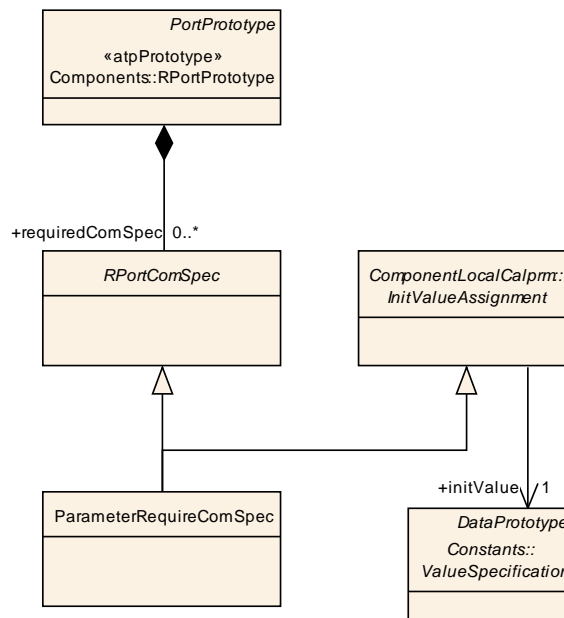 PortPrototype
«atpPrototype»
Components::RPortPrototype
+requiredComSpec 0..*
RPortComSpec
ComponentLocalCalprm::
InitValueAssignment
+initValue 1
ParameterRequireComSpec
DataPrototype
Constants::
ValueSpecification